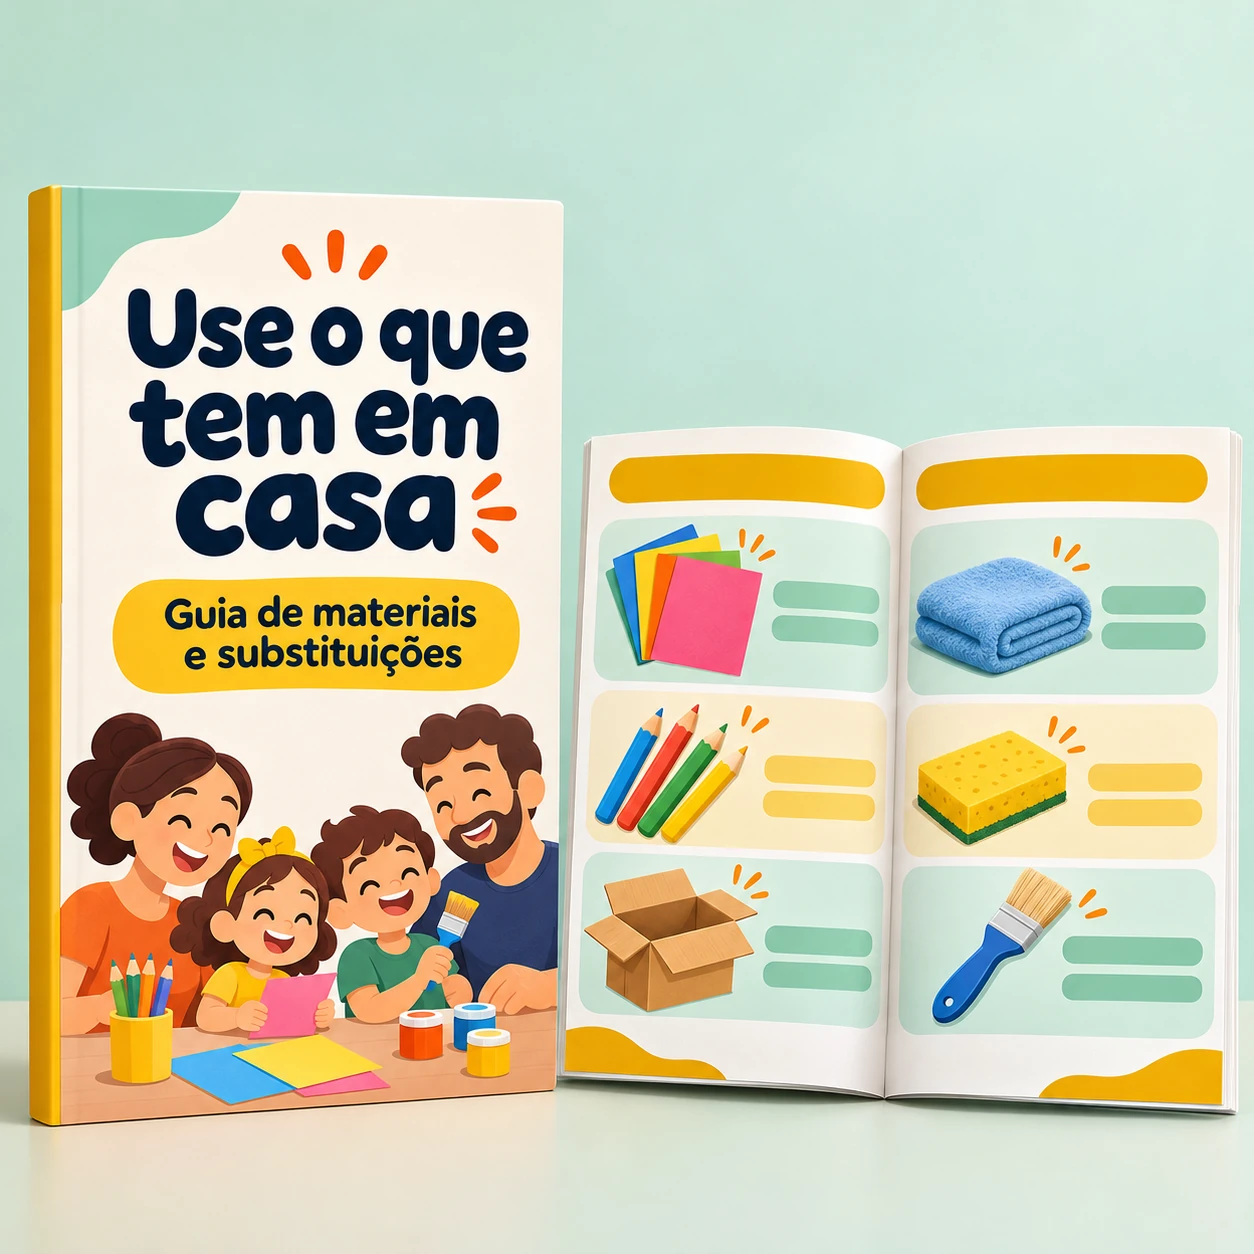 Use o que
tem em
casa
Guia de materiais
e substituições